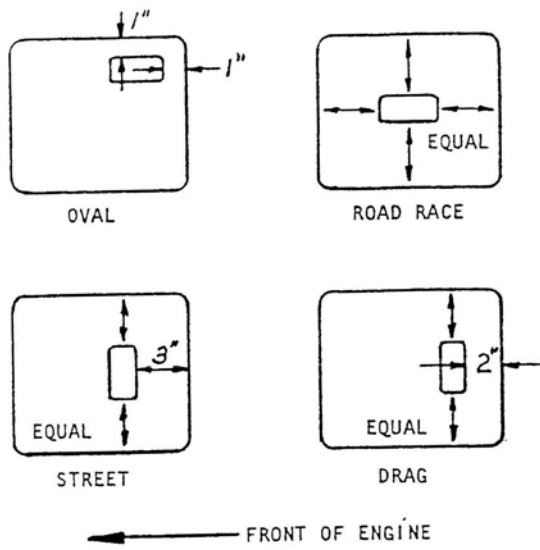 1"
1"
OVAL
EQUAL
ROAD RACE
3"
EQUAL
STREET
2"
EQUAL
DRAG
FRONT OF ENGINE